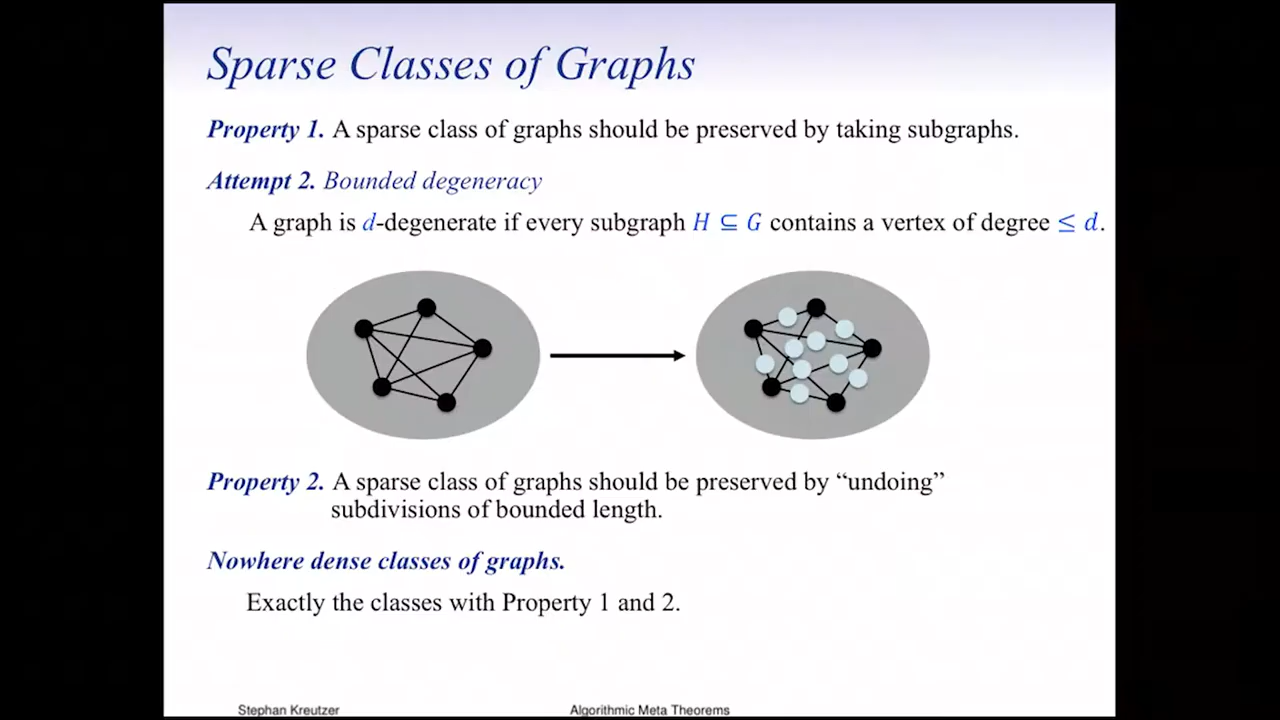 Sparse Classes of Graphs
Property 1. A sparse class of graphs should be preserved by taking subgraphs.
Attempt 2. Bounded degeneracy
A graph is d-degenerate if every subgraph H ⊆ G contains a vertex of degree ≤ d.
Property 2. A sparse class of graphs should be preserved by “undoing”
subdivisions of bounded length.
Nowhere dense classes of graphs.
Exactly the classes with Property 1 and 2.
Stephan Kreutzer Algorithmic Meta Theorems